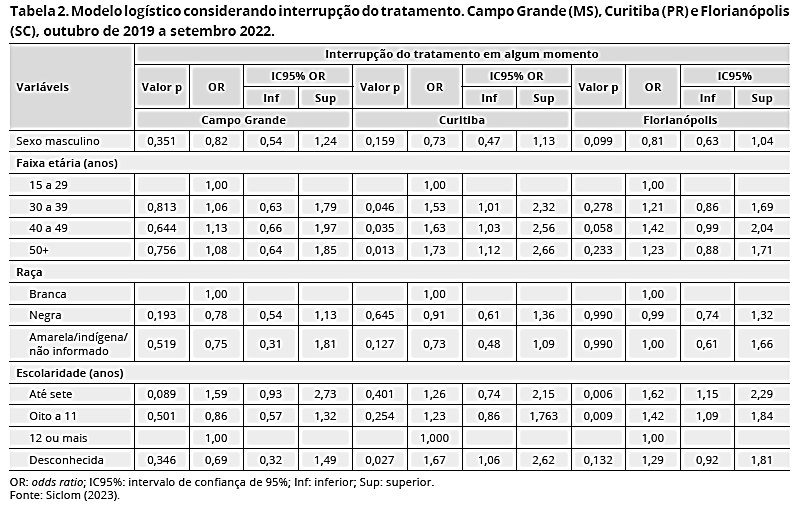 Tabela 2. Modelo logístico considerando interrupção do tratamento. Campo Grande (MS), Curitiba (PR) e Florianópolis
(SC), outubro de 2019 a setembro 2022.
Interrupção do tratamento em algum momento
Variáveis Valor p OR IC95% OR Valor p OR IC95% OR Valor p OR IC95%
Inf Sup Inf Sup Inf Sup
Campo Grande Curitiba Florianópolis
Sexo masculino 0,351 0,82 0,54 1,24 0,159 0,73 0,47 1,13 0,099 0,81 0,63 1,04
Faixa etária (anos)
15 a 29 1,00 1,00 1,00
30 a 39 0,813 1,06 0,63 1,79 0,046 1,53 1,01 2,32 0,278 1,21 0,86 1,69
40 a 49 0,644 1,13 0,66 1,97 0,035 1,63 1,03 2,56 0,058 1,42 0,99 2,04
50+ 0,756 1,08 0,64 1,85 0,013 1,73 1,12 2,66 0,233 1,23 0,88 1,71
Raça
Branca 1,00 1,00 1,00
Negra 0,193 0,78 0,54 1,13 0,645 0,91 0,61 1,36 0,990 0,99 0,74 1,32
Amarela/indígena/
não informado 0,519 0,75 0,31 1,81 0,127 0,73 0,48 1,09 0,990 1,00 0,61 1,66
Escolaridade (anos)
Até sete 0,089 1,59 0,93 2,73 0,401 1,26 0,74 2,15 0,006 1,62 1,15 2,29
Oito a 11 0,501 0,86 0,57 1,32 0,254 1,23 0,86 1,763 0,009 1,42 1,09 1,84
12 ou mais 1,00 1,000 1,00
Desconhecida 0,346 0,69 0,32 1,49 0,027 1,67 1,06 2,62 0,132 1,29 0,92 1,81
OR: odds ratio; IC95%: intervalo de confiança de 95%; Inf: inferior; Sup: superior.
Fonte: Siclom (2023).